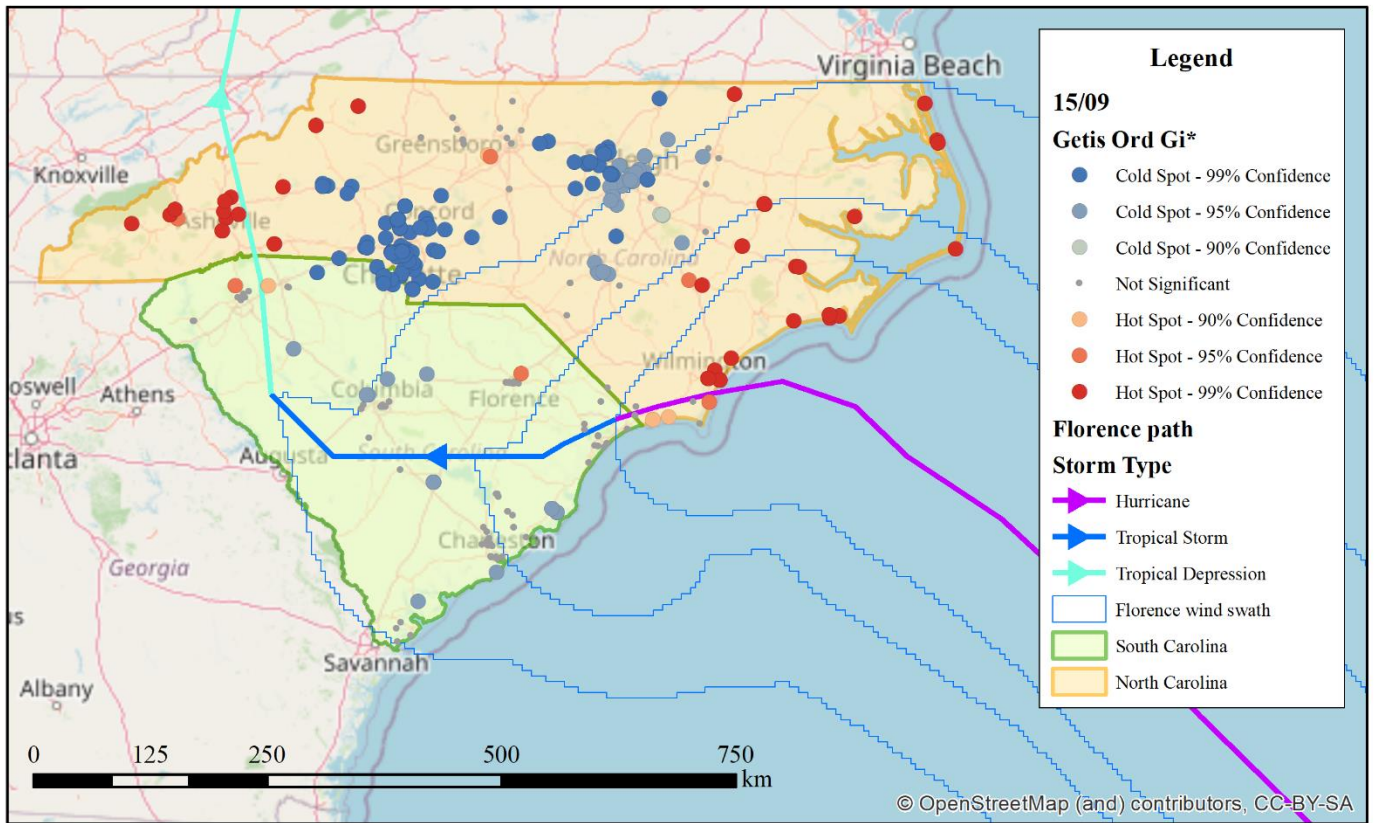 Virginia Beach
Legend
15/09
Getis Ord Gi*
Cold Spot - 99% Confidence
Cold Spot - 95% Confidence
Cold Spot - 90% Confidence
Not Significant
Hot Spot - 90% Confidence
Hot Spot - 95% Confidence
Hot Spot - 99% Confidence
Florence path
Storm Type
Hurricane
Tropical Storm
Tropical Depression
Florence wind swath
South Carolina
North Carolina
Greensboro
Knoxville
Asheville
Concord
North Carolina
Charlotte
Wilmington
oswell
Athens
Columbia
Florence
tlanta
Augusta
South Carolina
Charleston
Georgia
us
Savannah
Albany
0 125 250 500 750
km
© OpenStreetMap (and) contributors, CC-BY-SA